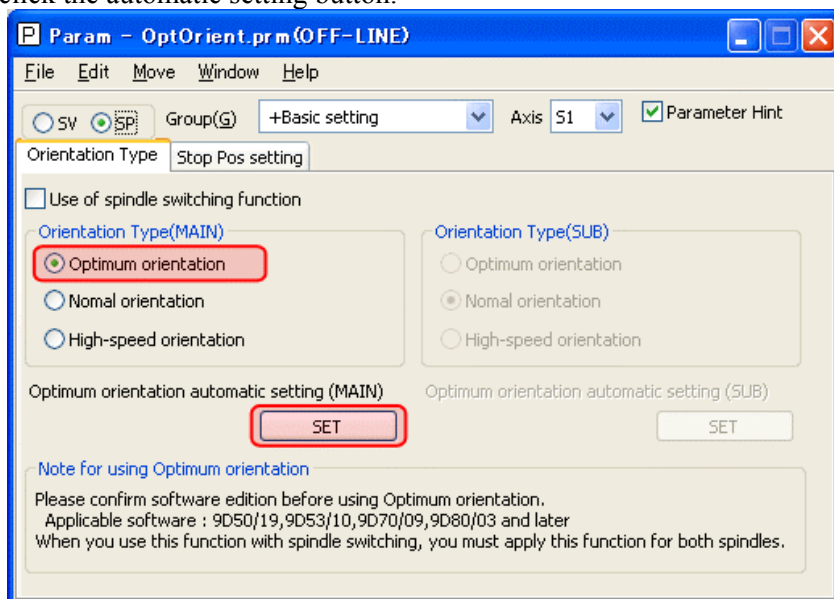 click the automatic setting button.
P Param - OptOrient.prm(OFF-LINE)
File Edit Move Window Help
SV SP Group(G) +Basic setting Axis S1 Parameter Hint
Orientation Type Stop Pos setting
Use of spindle switching function
Orientation Type(MAIN) Orientation Type(SUB)
Optimum orientation Optimum orientation
Nomal orientation Nomal orientation
High-speed orientation High-speed orientation
Optimum orientation automatic setting (MAIN) Optimum orientation automatic setting (SUB)
SET SET
Note for using Optimum orientation
Please confirm software edition before using Optimum orientation.
Applicable software : 9D50/19,9D53/10,9D70/09,9D80/03 and later
When you use this function with spindle switching, you must apply this function for both spindles.